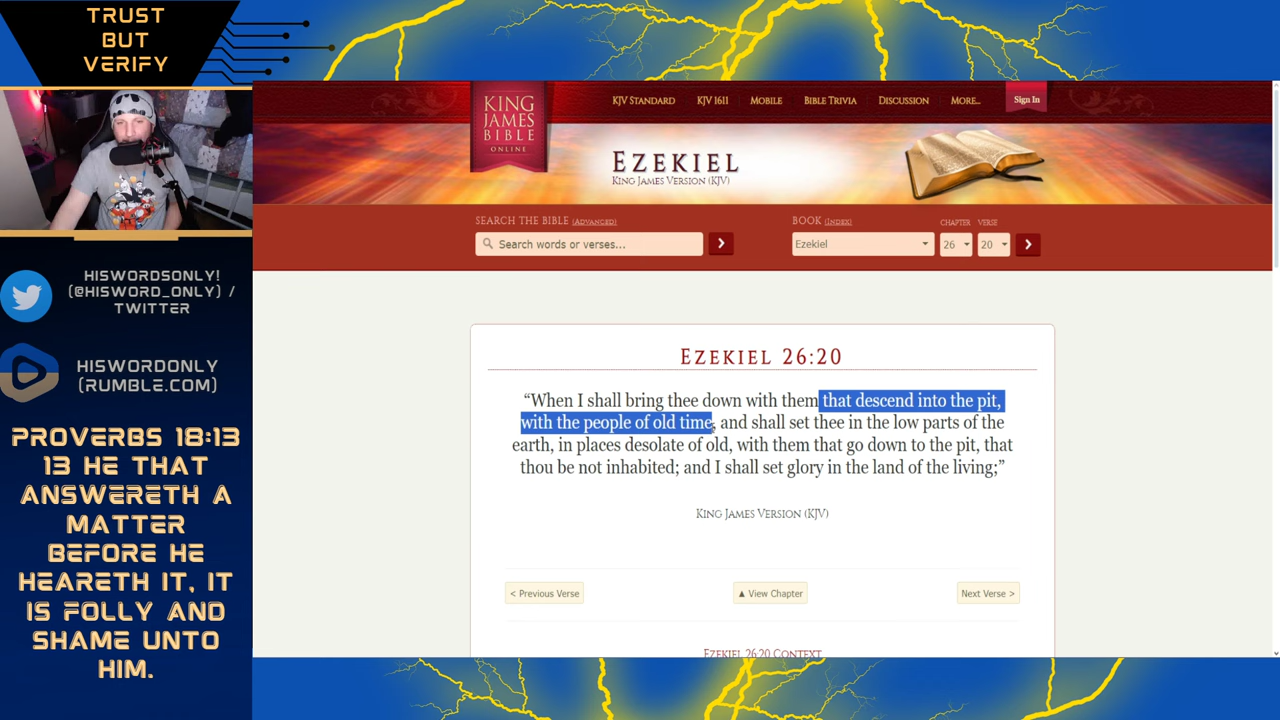 TRUST
BUT
VERIFY
HISWORDSONLY!
(@HISWORD_ONLY) /
TWITTER
HISWORDONLY
(RUMBLE.COM)
PROVERBS 18:13
13 HE THAT
ANSWERETH A
MATTER
BEFORE HE
HEARETH IT, IT
IS FOLLY AND
SHAME UNTO
HIM.
KING
JAMES
BIBLE
ONLINE
KJV STANDARD KJV 1611 MOBILE BIBLE TRIVIA DISCUSSION MORE... Sign In
EZEKIEL
KING JAMES VERSION (KJV)
SEARCH THE BIBLE (ADVANCED) BOOK (INDEX) CHAPTER VERSE
Search words or verses... Ezekiel 26 20
EZEKIEL 26:20
“When I shall bring thee down with them that descend into the pit,
with the people of old time, and shall set thee in the low parts of the
earth, in places desolate of old, with them that go down to the pit, that
thou be not inhabited; and I shall set glory in the land of the living;”
KING JAMES VERSION (KJV)
< Previous Verse ▲ View Chapter Next Verse >
EZEKIEL 26:20 CONTEXT